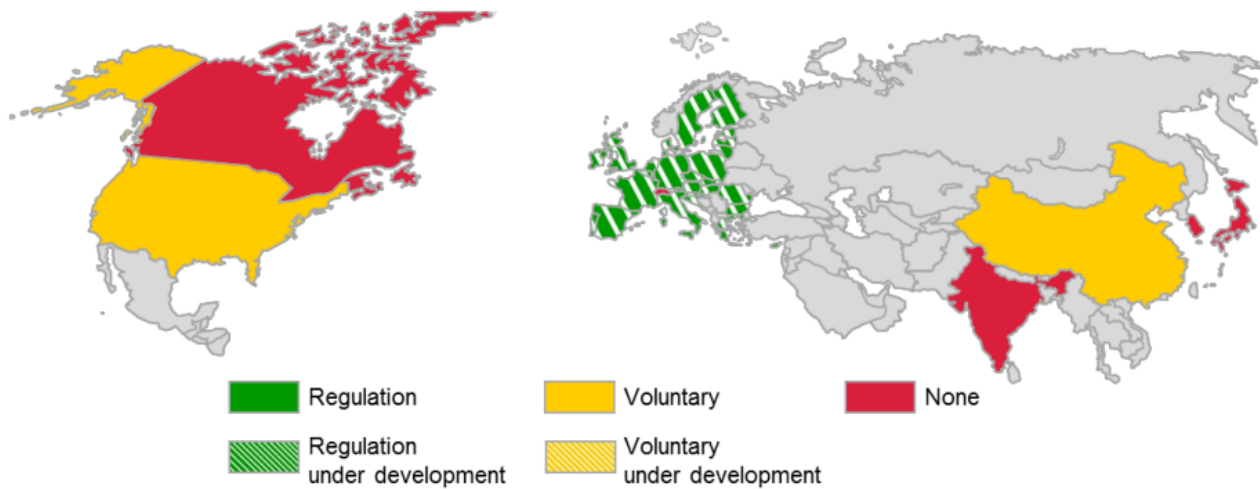 Regulation
Voluntary
None
Regulation
under development
Voluntary
under development